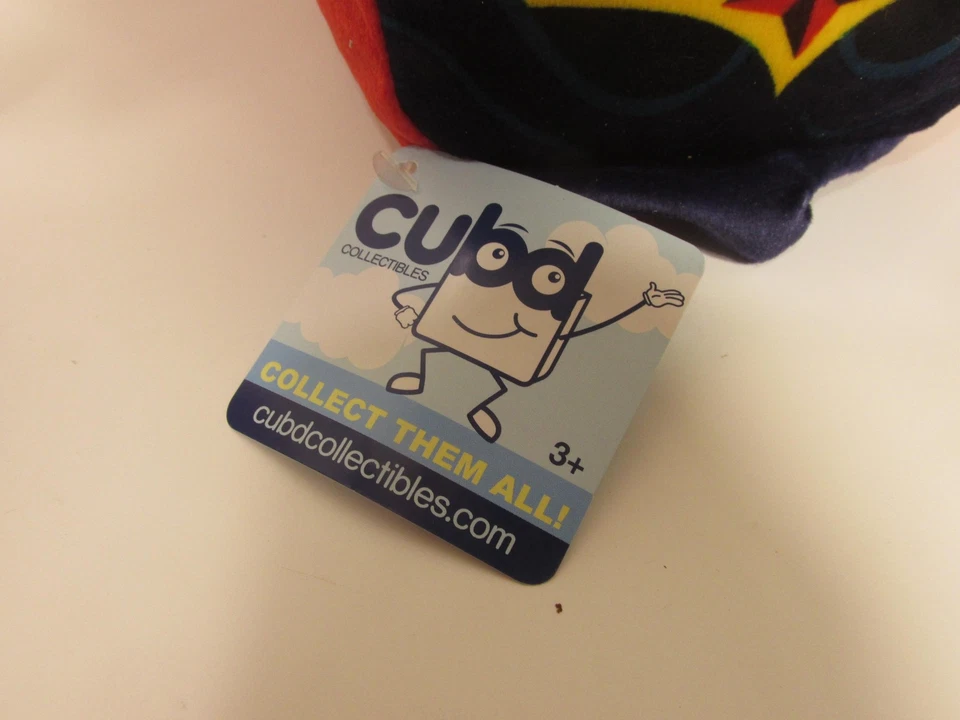 cubd
COLLECTIBLES
3+
COLLECT THEM ALL!
cubdcollectibles.com